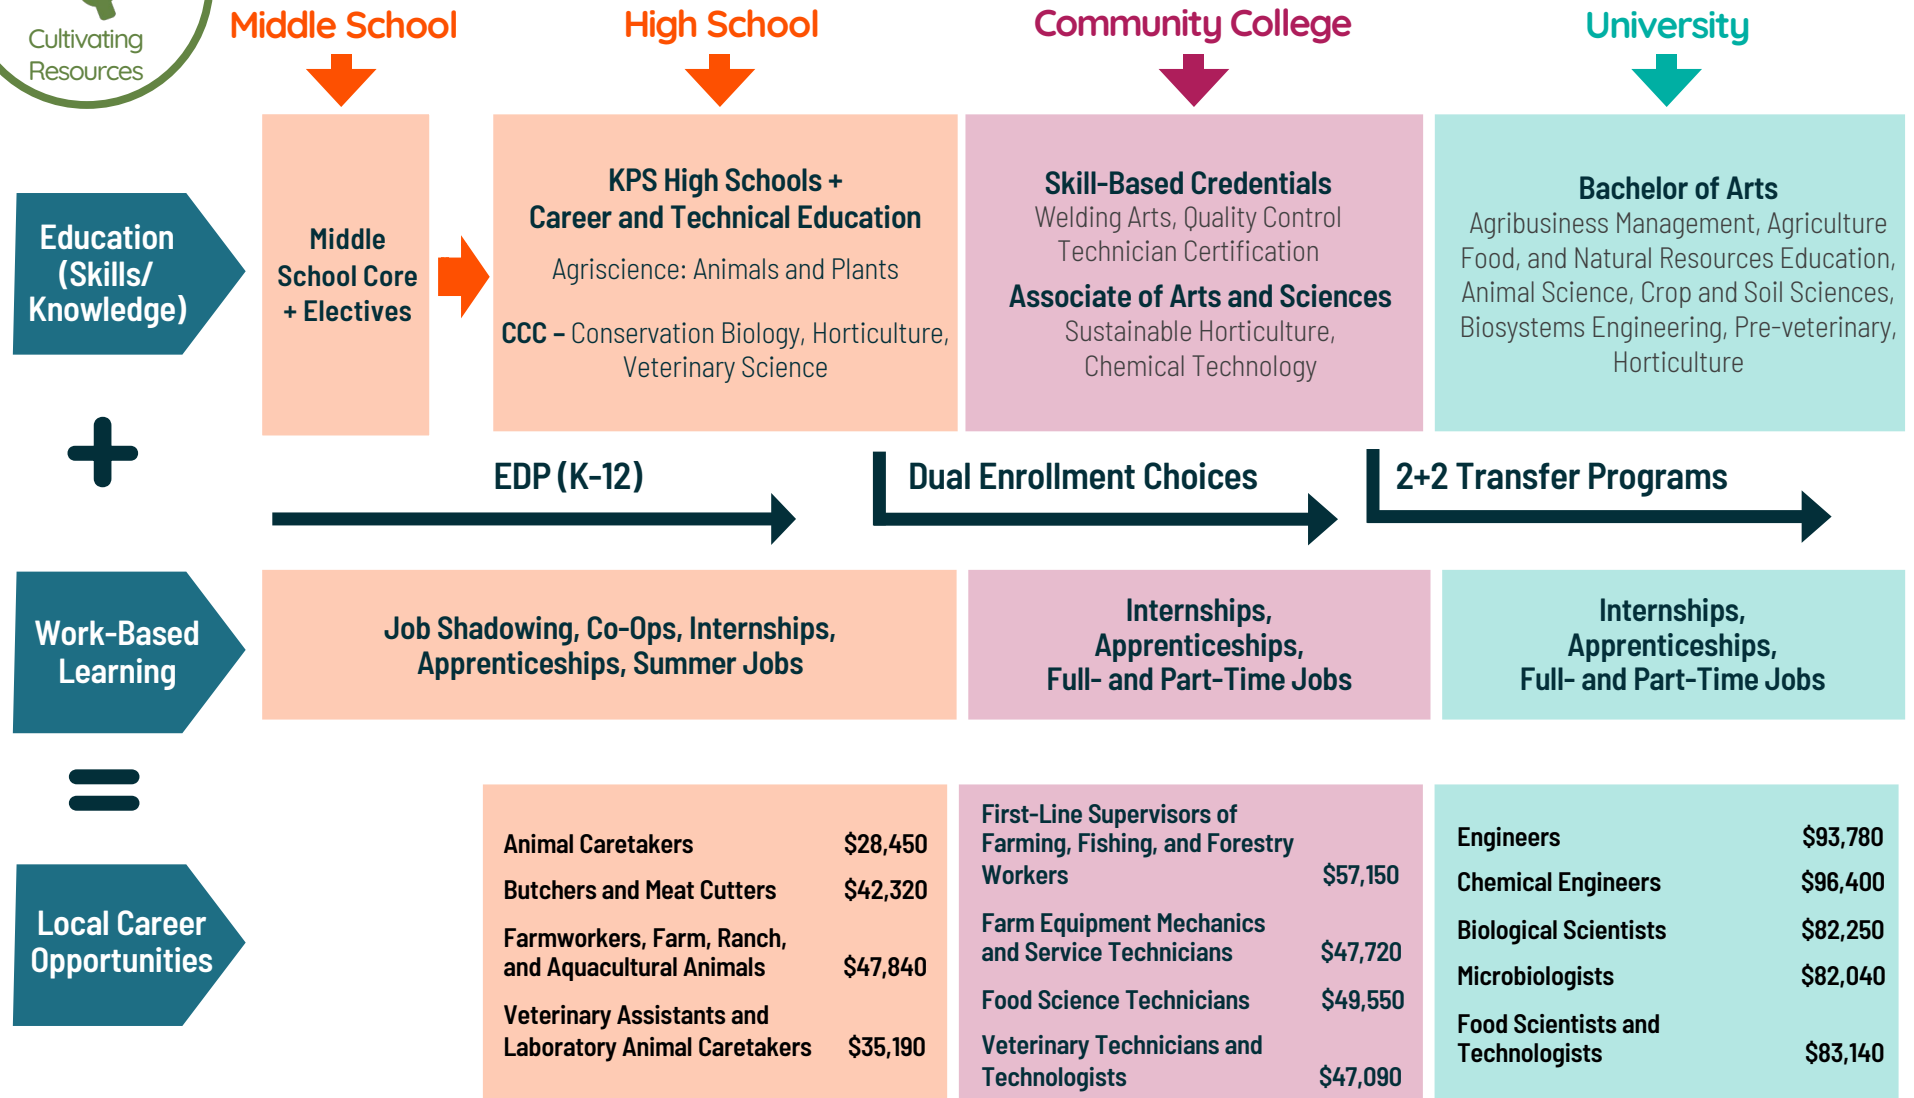 Cultivating
Resources
Middle School
High School
Community College
University
Education
(Skills/
Knowledge)
Middle
School Core
+ Electives
KPS High Schools +
Career and Technical Education
Agriscience: Animals and Plants
CCC – Conservation Biology, Horticulture,
Veterinary Science
Skill-Based Credentials
Welding Arts, Quality Control
Technician Certification
Associate of Arts and Sciences
Sustainable Horticulture,
Chemical Technology
Bachelor of Arts
Agribusiness Management, Agriculture
Food, and Natural Resources Education,
Animal Science, Crop and Soil Sciences,
Biosystems Engineering, Pre-veterinary,
Horticulture
+
EDP (K-12)
Dual Enrollment Choices
2+2 Transfer Programs
Work-Based
Learning
Job Shadowing, Co-Ops, Internships,
Apprenticeships, Summer Jobs
Internships,
Apprenticeships,
Full- and Part-Time Jobs
Internships,
Apprenticeships,
Full- and Part-Time Jobs
=
Local Career
Opportunities
Animal Caretakers $28,450
Butchers and Meat Cutters $42,320
Farmworkers, Farm, Ranch,
and Aquacultural Animals $47,840
Veterinary Assistants and
Laboratory Animal Caretakers $35,190
First-Line Supervisors of
Farming, Fishing, and Forestry
Workers $57,150
Farm Equipment Mechanics
and Service Technicians $47,720
Food Science Technicians $49,550
Veterinary Technicians and
Technologists $47,090
Engineers $93,780
Chemical Engineers $96,400
Biological Scientists $82,250
Microbiologists $82,040
Food Scientists and
Technologists $83,140